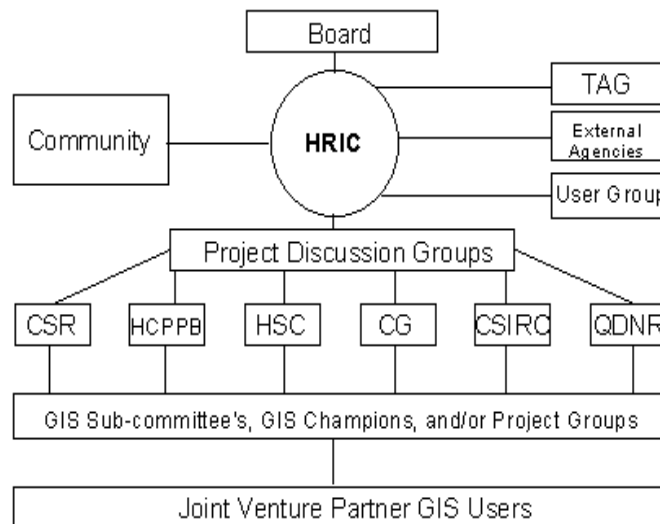 Board
TAG
Community
HRIC
External
Agencies
User Group
Project Discussion Groups
CSR
HCPPB
HSC
CG
CSIRO
QDNR
GIS Sub-committee's, GIS Champions, and/or Project Groups
Joint Venture Partner GIS Users